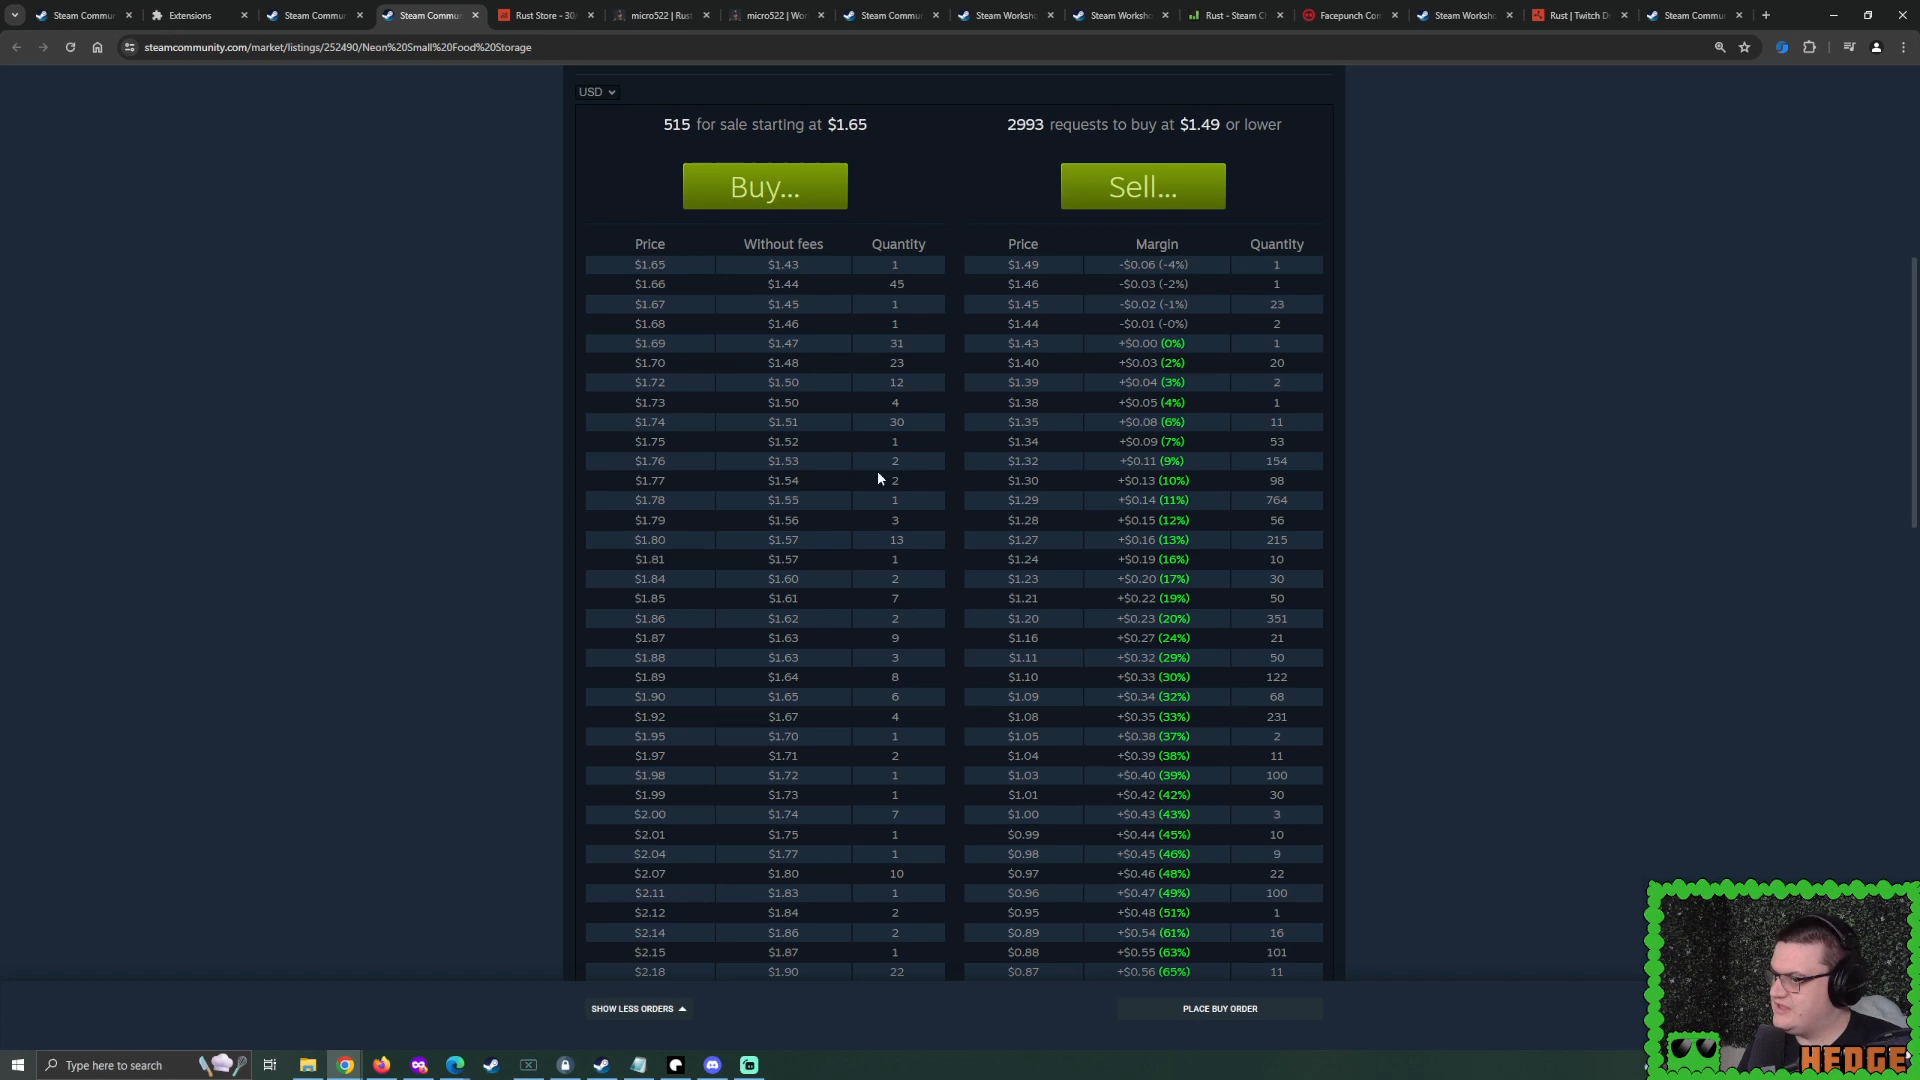 Steam Commu
Extensions
Steam Commu
Steam Commu
Rust Store - 30/
micro522 | Rust
micro522 | Wor
Steam Commu
Steam Worksho
Steam Worksho
Rust - Steam C
Facepunch Com
Steam Worksho
Rust | Twitch D
Steam Commu
steamcommunity.com/market/listings/252490/Neon%20Small%20Food%20Storage
USD
515 for sale starting at $1.65
2993 requests to buy at $1.49 or lower
Buy...
Sell...
Price Without fees Quantity Price Margin Quantity
$1.65 $1.43 1 $1.49 -$0.06 (-4%) 1
$1.66 $1.44 45 $1.46 -$0.03 (-2%) 1
$1.67 $1.45 1 $1.45 -$0.02 (-1%) 23
$1.68 $1.46 1 $1.44 -$0.01 (-0%) 2
$1.69 $1.47 31 $1.43 +$0.00 (0%) 1
$1.70 $1.48 23 $1.40 +$0.03 (2%) 20
$1.72 $1.50 12 $1.39 +$0.04 (3%) 2
$1.73 $1.50 4 $1.38 +$0.05 (4%) 1
$1.74 $1.51 30 $1.35 +$0.08 (6%) 11
$1.75 $1.52 1 $1.34 +$0.09 (7%) 53
$1.76 $1.53 2 $1.32 +$0.11 (9%) 154
$1.77 $1.54 2 $1.30 +$0.13 (10%) 98
$1.78 $1.55 1 $1.29 +$0.14 (11%) 764
$1.79 $1.56 3 $1.28 +$0.15 (12%) 56
$1.80 $1.57 13 $1.27 +$0.16 (13%) 215
$1.81 $1.57 1 $1.24 +$0.19 (16%) 10
$1.84 $1.60 2 $1.23 +$0.20 (17%) 30
$1.85 $1.61 7 $1.21 +$0.22 (19%) 50
$1.86 $1.62 2 $1.20 +$0.23 (20%) 351
$1.87 $1.63 9 $1.16 +$0.27 (24%) 21
$1.88 $1.63 3 $1.11 +$0.32 (29%) 50
$1.89 $1.64 8 $1.10 +$0.33 (30%) 122
$1.90 $1.65 6 $1.09 +$0.34 (32%) 68
$1.92 $1.67 4 $1.08 +$0.35 (33%) 231
$1.95 $1.70 1 $1.05 +$0.38 (37%) 2
$1.97 $1.71 2 $1.04 +$0.39 (38%) 11
$1.98 $1.72 1 $1.03 +$0.40 (39%) 100
$1.99 $1.73 1 $1.01 +$0.42 (42%) 30
$2.00 $1.74 7 $1.00 +$0.43 (43%) 3
$2.01 $1.75 1 $0.99 +$0.44 (45%) 10
$2.04 $1.77 1 $0.98 +$0.45 (46%) 9
$2.07 $1.80 10 $0.97 +$0.46 (48%) 22
$2.11 $1.83 1 $0.96 +$0.47 (49%) 100
$2.12 $1.84 2 $0.95 +$0.48 (51%) 1
$2.14 $1.86 2 $0.89 +$0.54 (61%) 16
$2.15 $1.87 1 $0.88 +$0.55 (63%) 101
$2.18 $1.90 22 $0.87 +$0.56 (65%) 11
SHOW LESS ORDERS
PLACE BUY ORDER
HEDGE
Type here to search